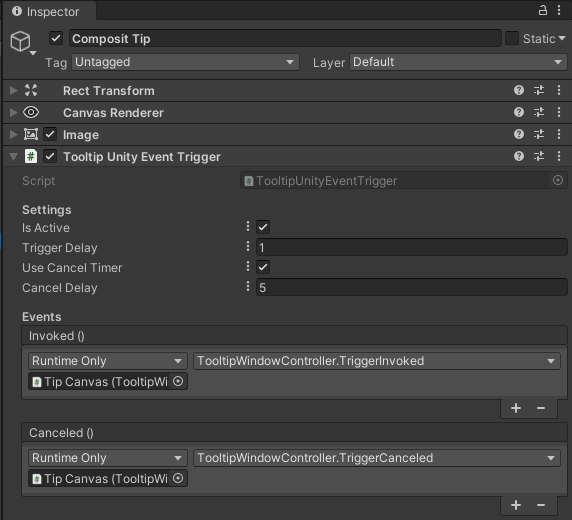 Inspector
Composit Tip
Static
Tag Untagged Layer Default
Rect Transform
Canvas Renderer
Image
# Tooltip Unity Event Trigger
Script # TooltipUnityEventTrigger
Settings
Is Active
Trigger Delay 1
Use Cancel Timer
Cancel Delay 5
Events
Invoked ()
Runtime Only TooltipWindowController.TriggerInvoked
# Tip Canvas (TooltipWi
+ −
Canceled ()
Runtime Only TooltipWindowController.TriggerCanceled
# Tip Canvas (TooltipWi
+ −